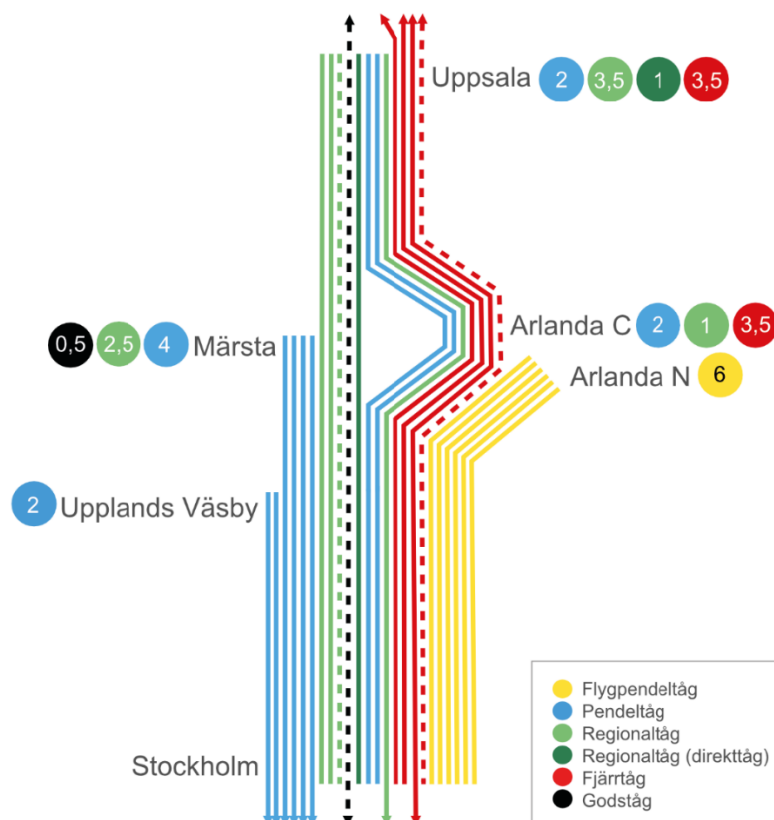 Uppsala 2 3,5 1 3,5
Arlanda C 2 1 3,5
0,5 2,5 4 Märsta
Arlanda N 6
2 Upplands Väsby
Stockholm
Flygpendeltåg
Pendeltåg
Regionaltåg
Regionaltåg (direkttåg)
Fjärrtåg
Godståg